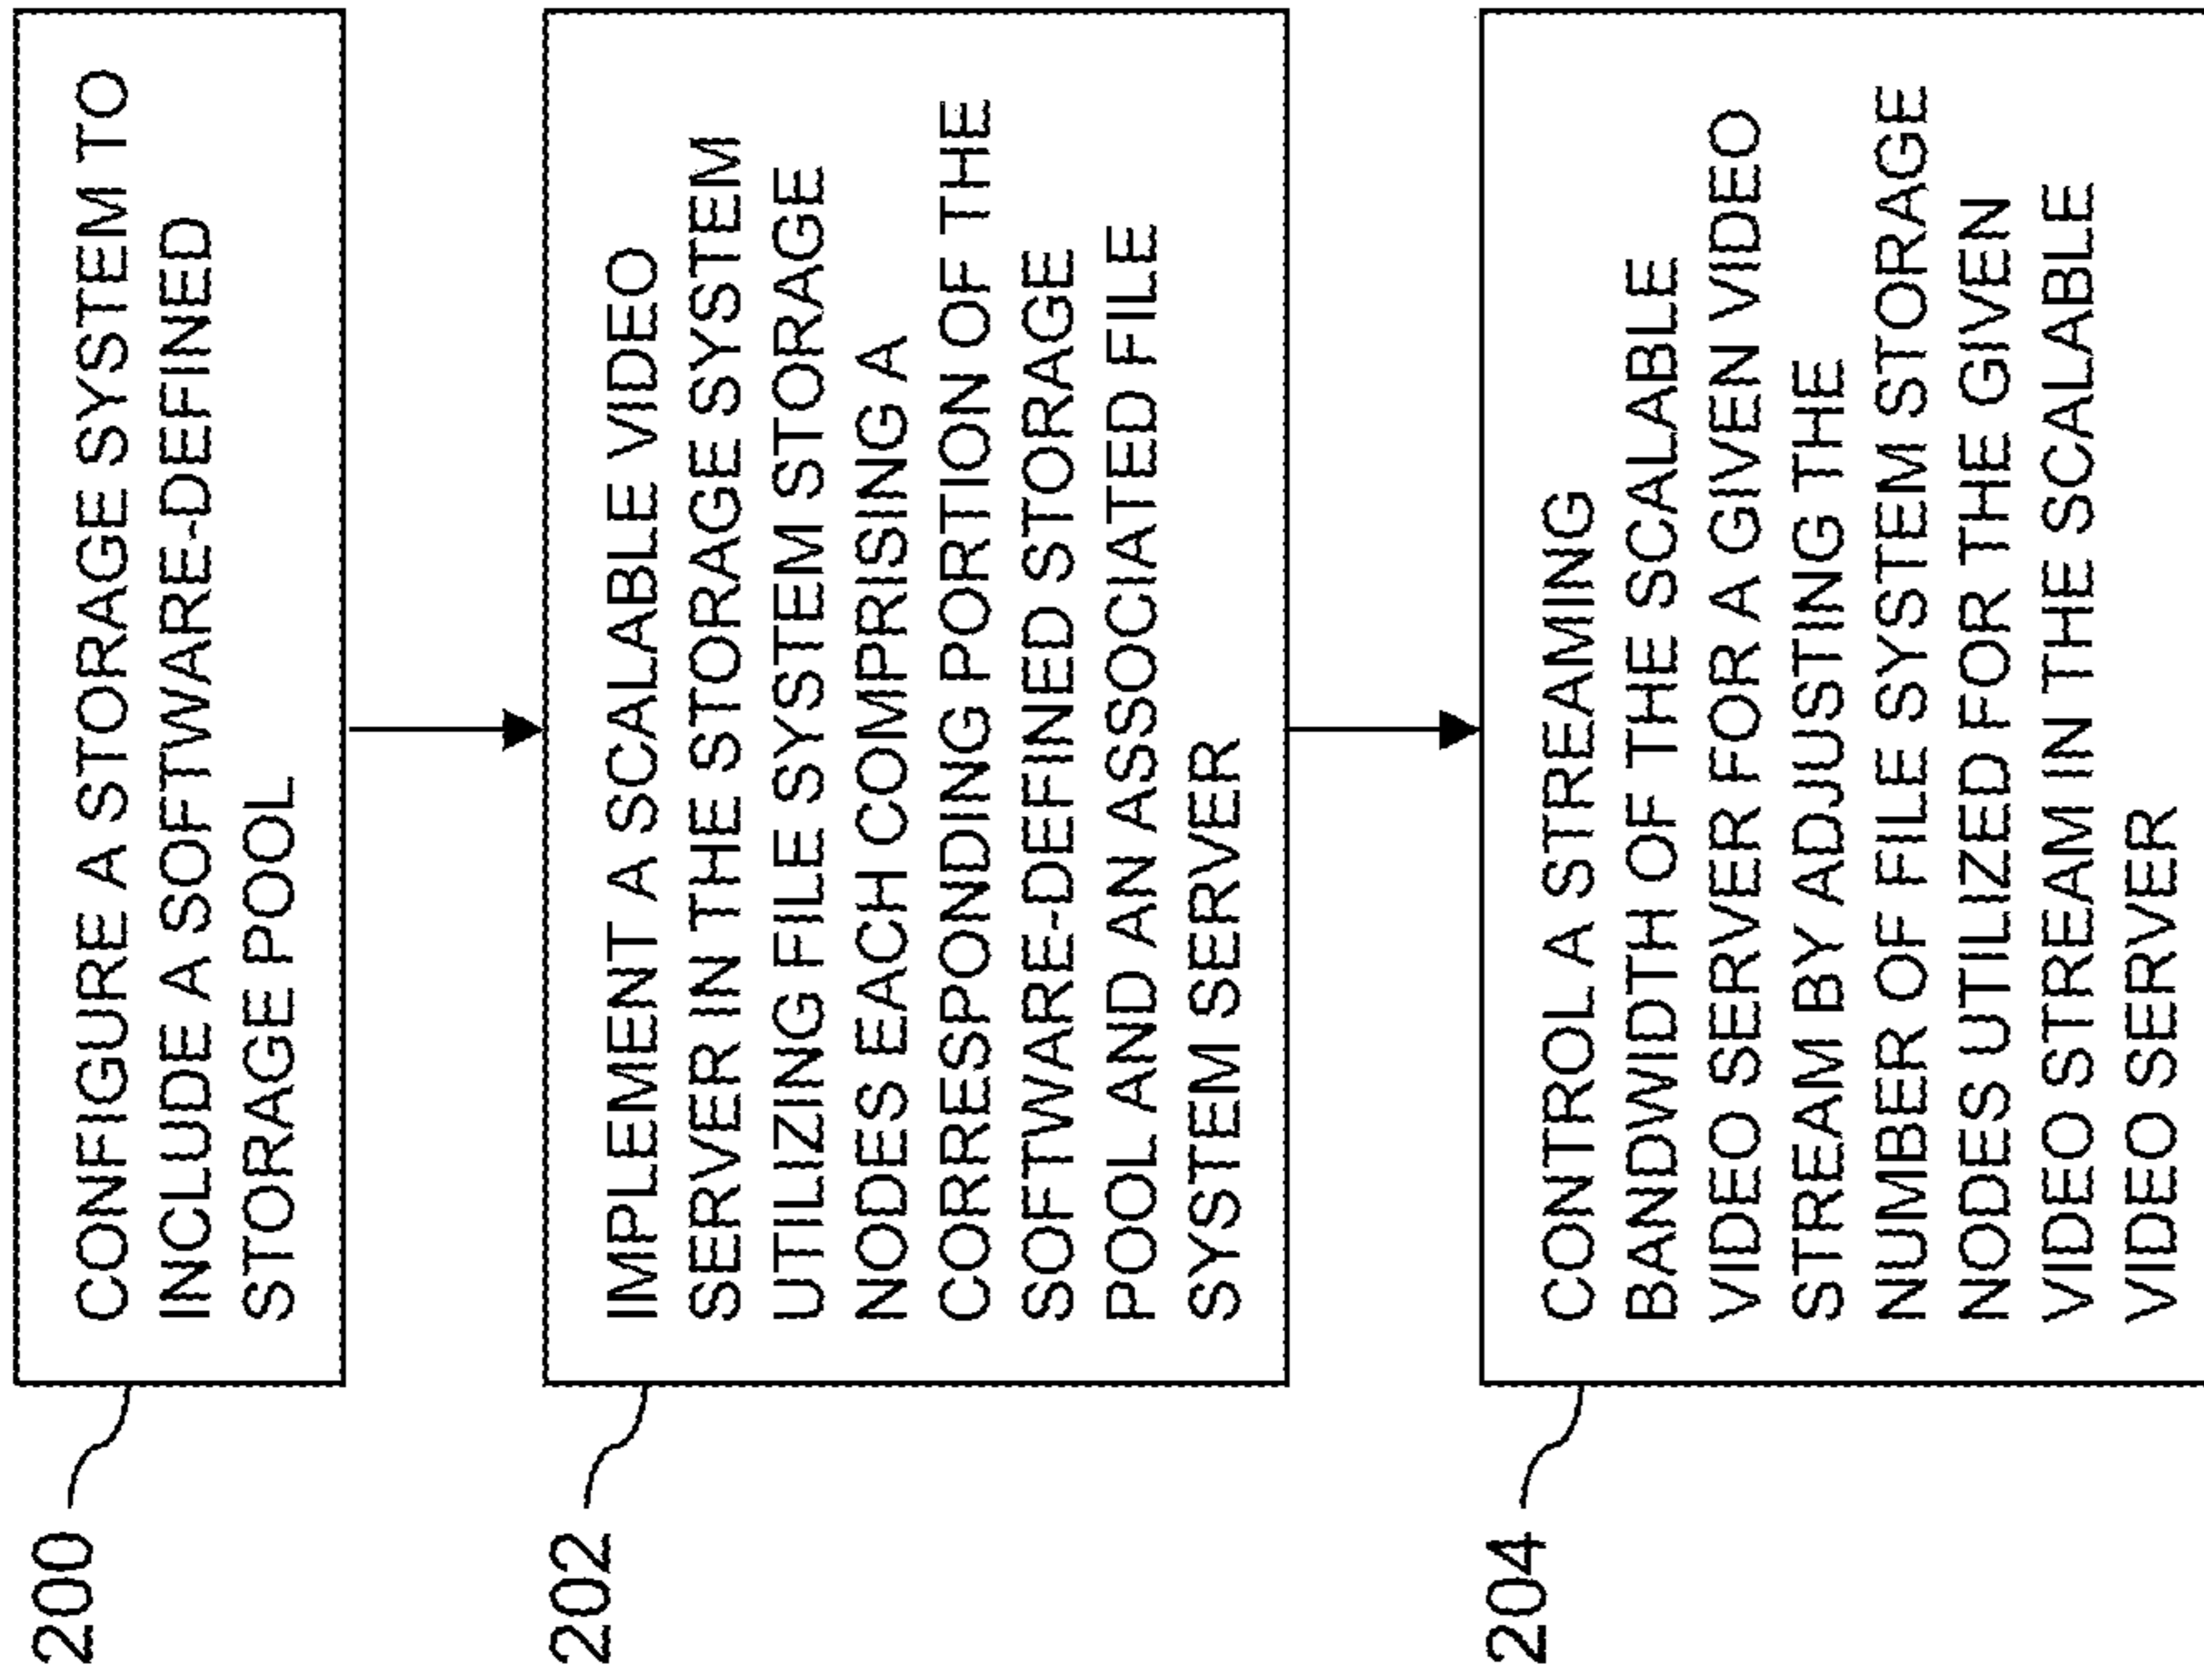 200
CONFIGURE A STORAGE SYSTEM TO
INCLUDE A SOFTWARE-DEFINED
STORAGE POOL
202
IMPLEMENT A SCALABLE VIDEO
SERVER IN THE STORAGE SYSTEM
UTILIZING FILE SYSTEM STORAGE
NODES EACH COMPRISING A
CORRESPONDING PORTION OF THE
SOFTWARE-DEFINED STORAGE
POOL AND AN ASSOCIATED FILE
SYSTEM SERVER
204
CONTROL A STREAMING
BANDWIDTH OF THE SCALABLE
VIDEO SERVER FOR A GIVEN VIDEO
STREAM BY ADJUSTING THE
NUMBER OF FILE SYSTEM STORAGE
NODES UTILIZED FOR THE GIVEN
VIDEO STREAM IN THE SCALABLE
VIDEO SERVER